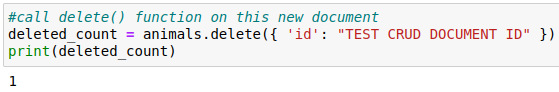 #call delete() function on this new document
deleted_count = animals.delete({ 'id': "TEST CRUD DOCUMENT ID" })
print(deleted_count)
1